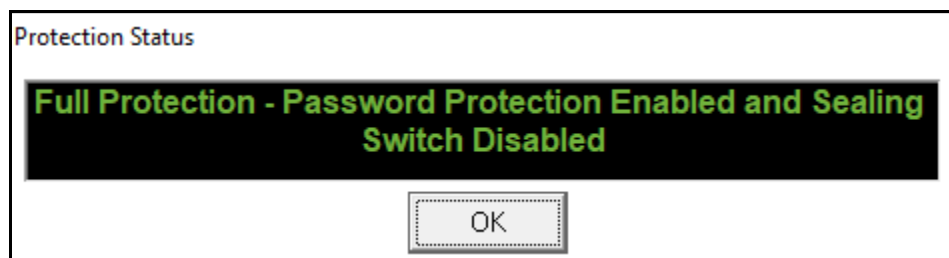 Protection Status
Full Protection - Password Protection Enabled and Sealing
Switch Disabled
OK